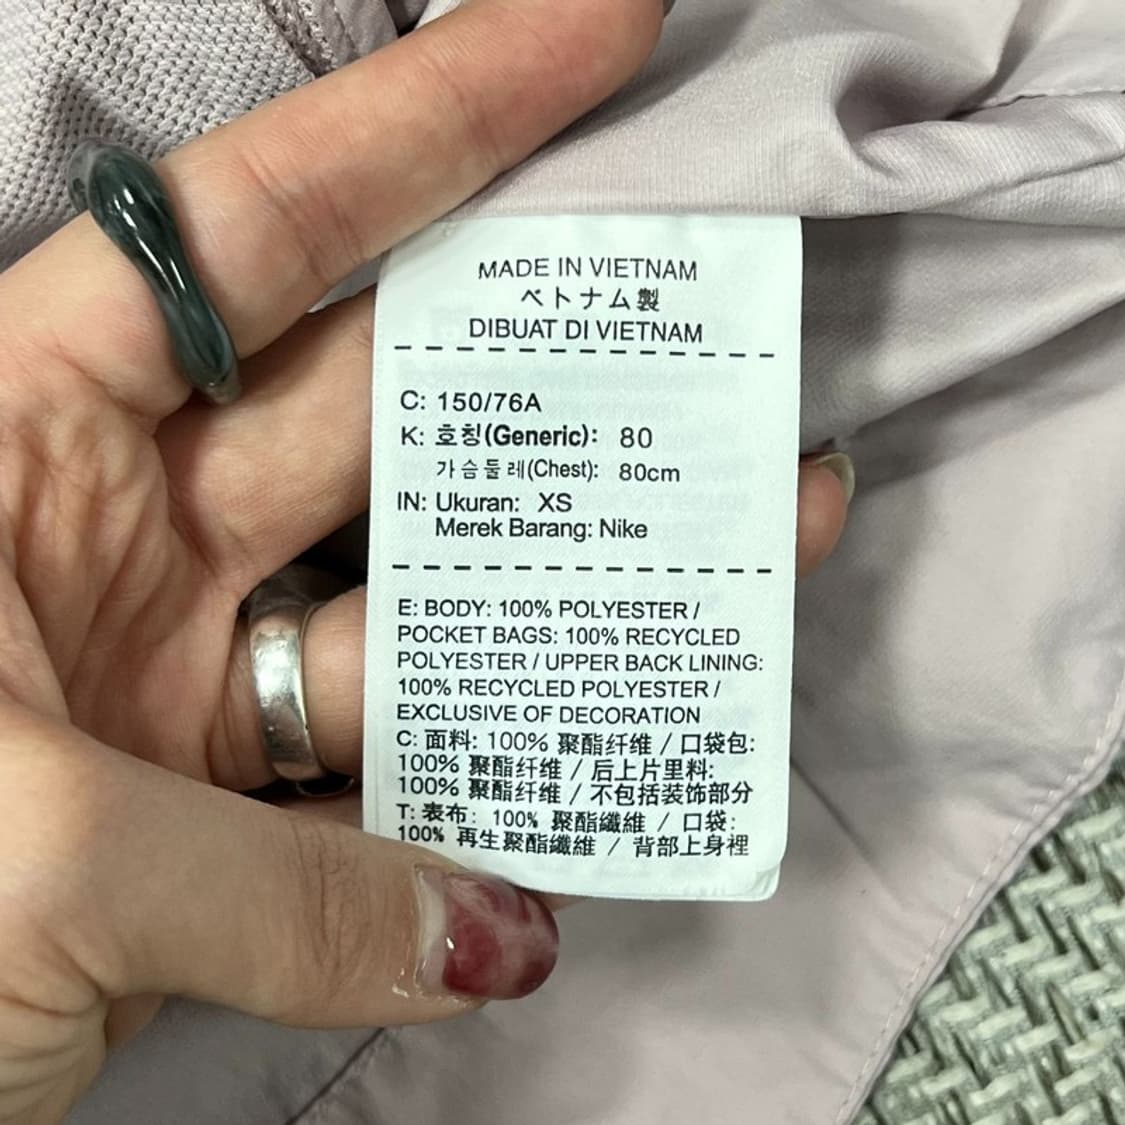 MADE IN VIETNAM
ベトナム製
DIBUAT DI VIETNAM
C: 150/76A
K: 호칭(Generic): 80
가슴둘레(Chest): 80cm
IN: Ukuran: XS
Merek Barang: Nike
E: BODY: 100% POLYESTER /
POCKET BAGS: 100% RECYCLED
POLYESTER / UPPER BACK LINING:
100% RECYCLED POLYESTER /
EXCLUSIVE OF DECORATION
C: 面料: 100% 聚酯纤维 / 口袋包:
100% 聚酯纤维 / 后上片里料:
100% 聚酯纤维 / 不包括装饰部分
T: 表布: 100% 聚酯纖維 / 口袋:
100% 再生聚酯纖維 / 背部上身裡